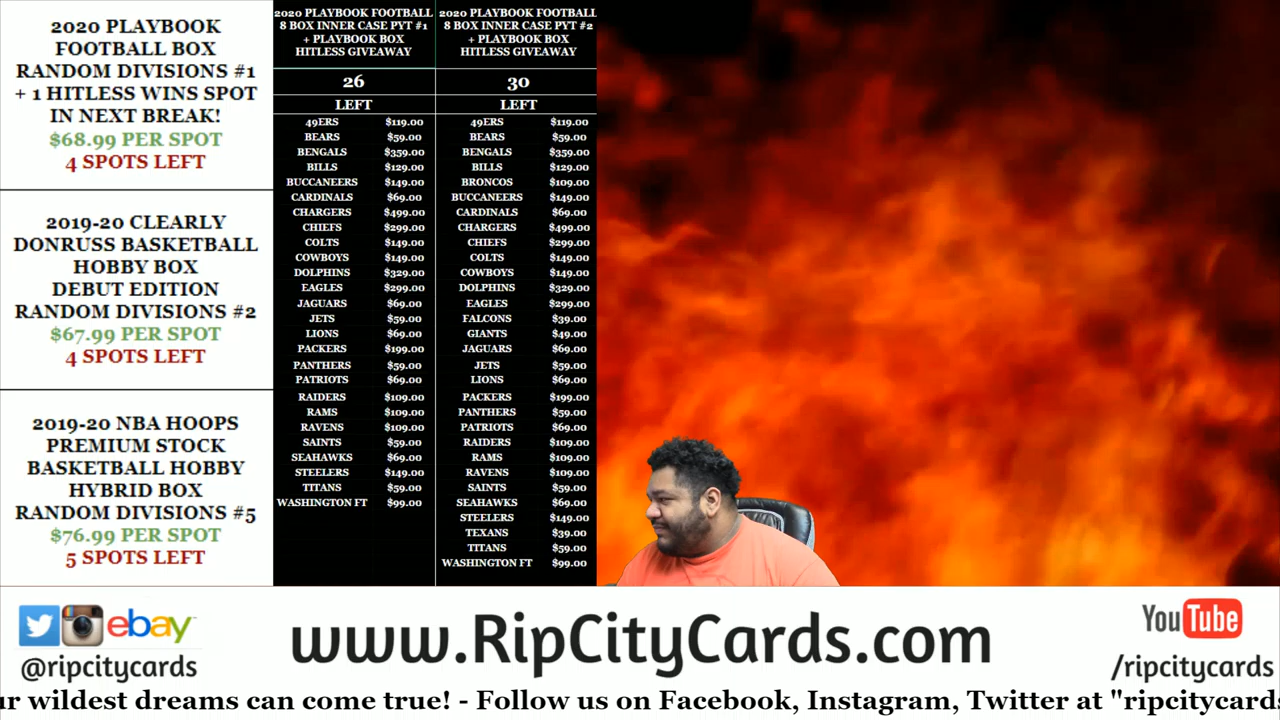 2020 PLAYBOOK
FOOTBALL BOX
RANDOM DIVISIONS #1
+ 1 HITLESS WINS SPOT
IN NEXT BREAK!
$68.99 PER SPOT
4 SPOTS LEFT
2019-20 CLEARLY
DONRUSS BASKETBALL
HOBBY BOX
DEBUT EDITION
RANDOM DIVISIONS #2
$67.99 PER SPOT
4 SPOTS LEFT
2019-20 NBA HOOPS
PREMIUM STOCK
BASKETBALL HOBBY
HYBRID BOX
RANDOM DIVISIONS #5
$76.99 PER SPOT
5 SPOTS LEFT
2020 PLAYBOOK FOOTBALL
8 BOX INNER CASE PYT #1
+ PLAYBOOK BOX
HITLESS GIVEAWAY
26
LEFT
49ERS $119.00
BEARS $59.00
BENGALS $359.00
BILLS $129.00
BUCCANEERS $149.00
CARDINALS $69.00
CHARGERS $499.00
CHIEFS $299.00
COLTS $149.00
COWBOYS $149.00
DOLPHINS $329.00
EAGLES $299.00
JAGUARS $69.00
JETS $59.00
LIONS $69.00
PACKERS $199.00
PANTHERS $59.00
PATRIOTS $69.00
RAIDERS $109.00
RAMS $109.00
RAVENS $109.00
SAINTS $59.00
SEAHAWKS $69.00
STEELERS $149.00
TITANS $59.00
WASHINGTON FT $99.00
2020 PLAYBOOK FOOTBALL
8 BOX INNER CASE PYT #2
+ PLAYBOOK BOX
HITLESS GIVEAWAY
30
LEFT
49ERS $119.00
BEARS $59.00
BENGALS $359.00
BILLS $129.00
BRONCOS $109.00
BUCCANEERS $149.00
CARDINALS $69.00
CHARGERS $499.00
CHIEFS $299.00
COLTS $149.00
COWBOYS $149.00
DOLPHINS $329.00
EAGLES $299.00
FALCONS $39.00
GIANTS $49.00
JAGUARS $69.00
JETS $59.00
LIONS $69.00
PACKERS $199.00
PANTHERS $59.00
PATRIOTS $69.00
RAIDERS $109.00
RAMS $109.00
RAVENS $109.00
SAINTS $59.00
SEAHAWKS $69.00
STEELERS $149.00
TEXANS $39.00
TITANS $59.00
WASHINGTON FT $99.00
ebay
@ripcitycards
www.RipCityCards.com
YouTube
/ripcitycards
ur wildest dreams can come true! - Follow us on Facebook, Instagram, Twitter at "ripcitycards